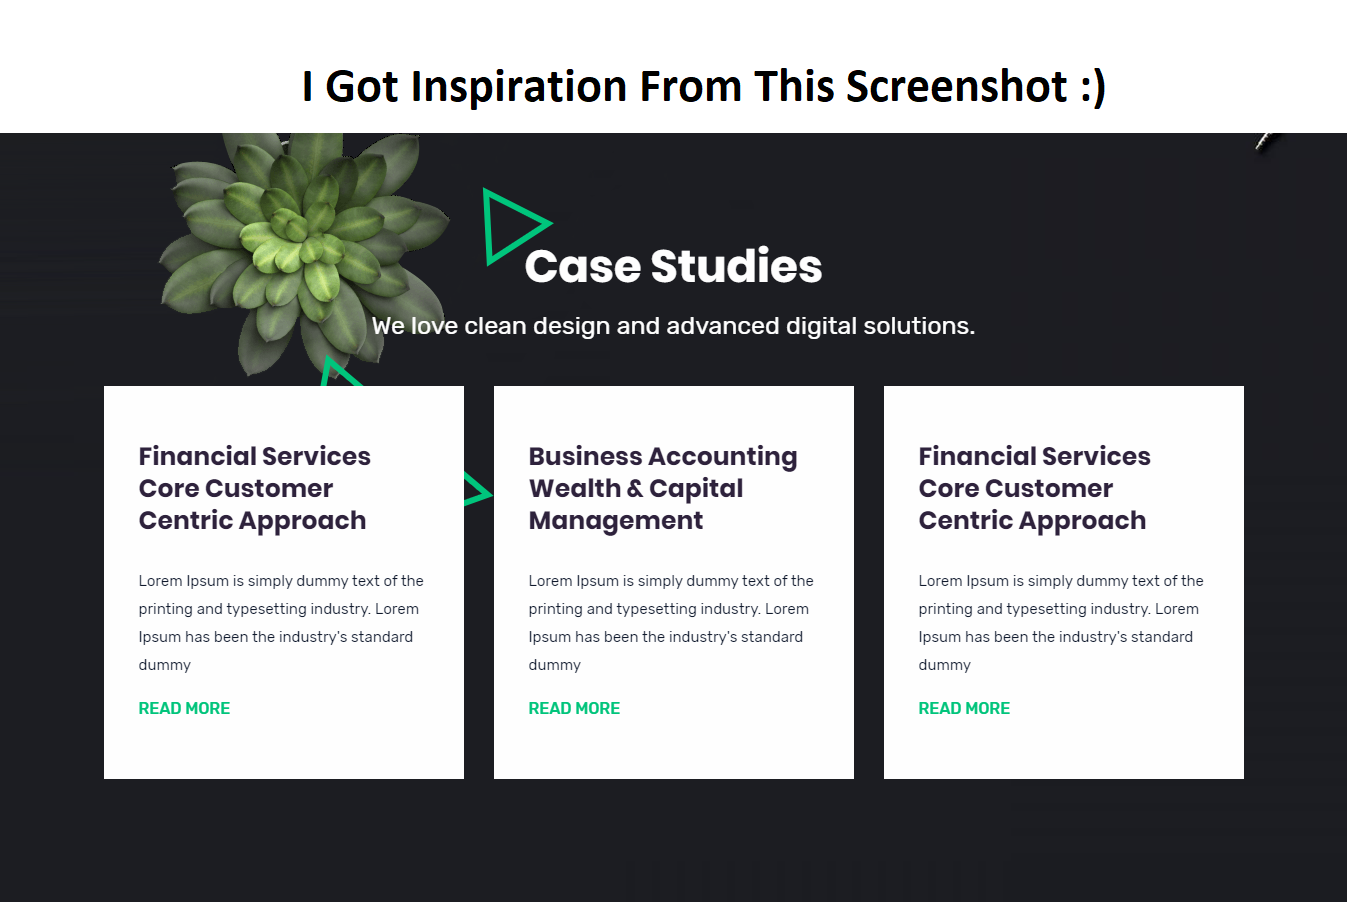 I Got Inspiration From This Screenshot :)
Case Studies
We love clean design and advanced digital solutions.
Financial Services
Core Customer
Centric Approach
Lorem Ipsum is simply dummy text of the
printing and typesetting industry. Lorem
Ipsum has been the industry's standard
dummy
READ MORE
Business Accounting
Wealth & Capital
Management
Lorem Ipsum is simply dummy text of the
printing and typesetting industry. Lorem
Ipsum has been the industry's standard
dummy
READ MORE
Financial Services
Core Customer
Centric Approach
Lorem Ipsum is simply dummy text of the
printing and typesetting industry. Lorem
Ipsum has been the industry's standard
dummy
READ MORE